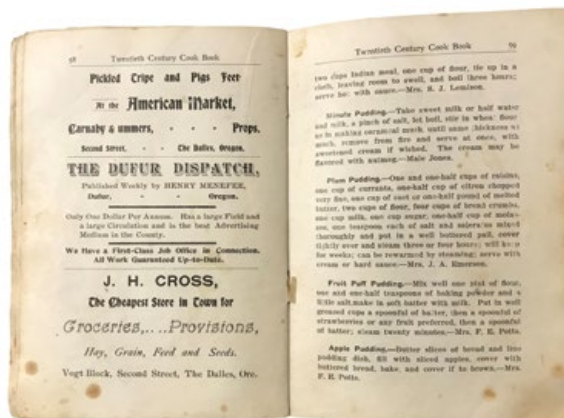 58 Twentieth Century Cook Book
Pickled Tripe and Pigs Feet
At the American Market,
Carnaby & ummers, - - - Props.
Second Street, - - The Dalles, Oregon.
THE DUFUR DISPATCH,
Published Weekly by HENRY MENEFEE,
Dufur, - - Oregon.
Only One Dollar Per Annum. Has a large Field and
a large Circulation and is the best Advertising
Medium in the County.
We Have a First-Class Job Office in Connection.
All Work Guaranteed Up-to-Date.
J. H. CROSS,
The Cheapest Store in Town for
Groceries,....Provisions,
Hay, Grain, Feed and Seeds.
Vogt Block, Second Street, The Dalles, Ore.
Twentieth Century Cook Book 59
two cups Indian meal, one cup of flour, tie up in a
cloth, leaving room to swell, and boil three hours;
serve hot with sauce.—Mrs. S. J. Lemison.
Minute Pudding.—Take sweet milk or half water
and milk, a pinch of salt, let boil, stir in wheat flour
as in making cornmeal mush until same thickness as
mush, remove from fire and serve at once, with
sweetened cream if wished. The cream may be
flavored with nutmeg.—Maie Jones.
Plum Pudding.—One and one-half cups of raisins,
one cup of currants, one-half cup of citron chopped
very fine, one cup of suet or one-half pound of melted
butter, two cups of flour, four cups of bread crumbs,
one cup milk, one cup sugar, one-half cup of molas-
ses, one teaspoon each of salt and saleratus mixed
thoroughly and put in a well buttered pail, cover
tightly over and steam three or four hours; will keep
for weeks; can be rewarmed by steaming; serve with
cream or hard sauce.—Mrs. J. A. Emerson.
Fruit Puff Pudding.—Mix well one pint of flour,
one and one-half teaspoons of baking powder and a
little salt make in soft batter with milk. Put in well
greased cups a spoonful of batter, then a spoonful of
strawberries or any fruit preferred, then a spoonful
of batter; steam twenty minutes.—Mrs. F. E. Potts.
Apple Pudding.—Butter slices of bread and line
pudding dish, fill with sliced apples, cover with
buttered bread, bake, and cover if to brown.—Mrs.
F. E. Potts.